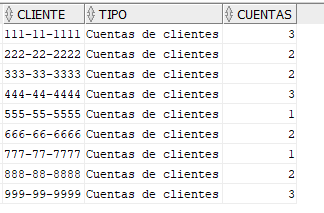 CLIENTE TIPO CUENTAS
111-11-1111 Cuentas de clientes 3
222-22-2222 Cuentas de clientes 2
333-33-3333 Cuentas de clientes 2
444-44-4444 Cuentas de clientes 3
555-55-5555 Cuentas de clientes 1
666-66-6666 Cuentas de clientes 2
777-77-7777 Cuentas de clientes 1
888-88-8888 Cuentas de clientes 2
999-99-9999 Cuentas de clientes 3